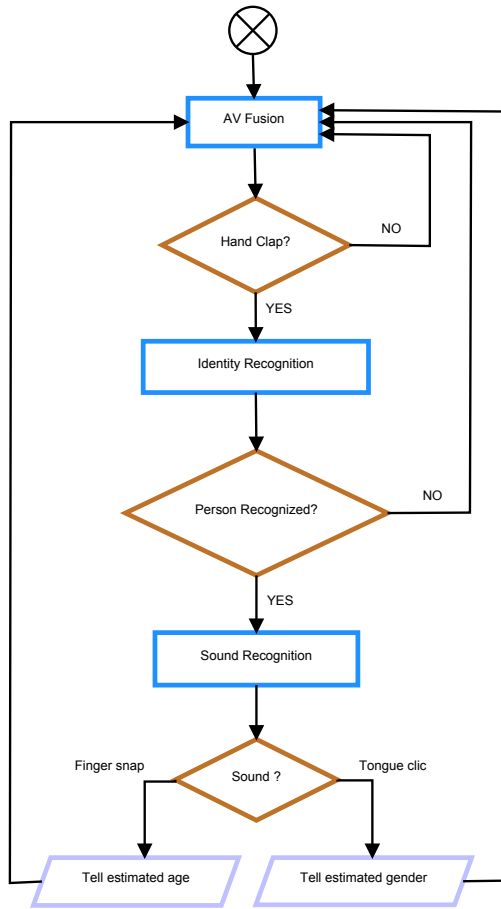 AV Fusion
Hand Clap?
NO
YES
Identity Recognition
Person Recognized?
NO
YES
Sound Recognition
Finger snap
Sound ?
Tongue clic
Tell estimated age
Tell estimated gender